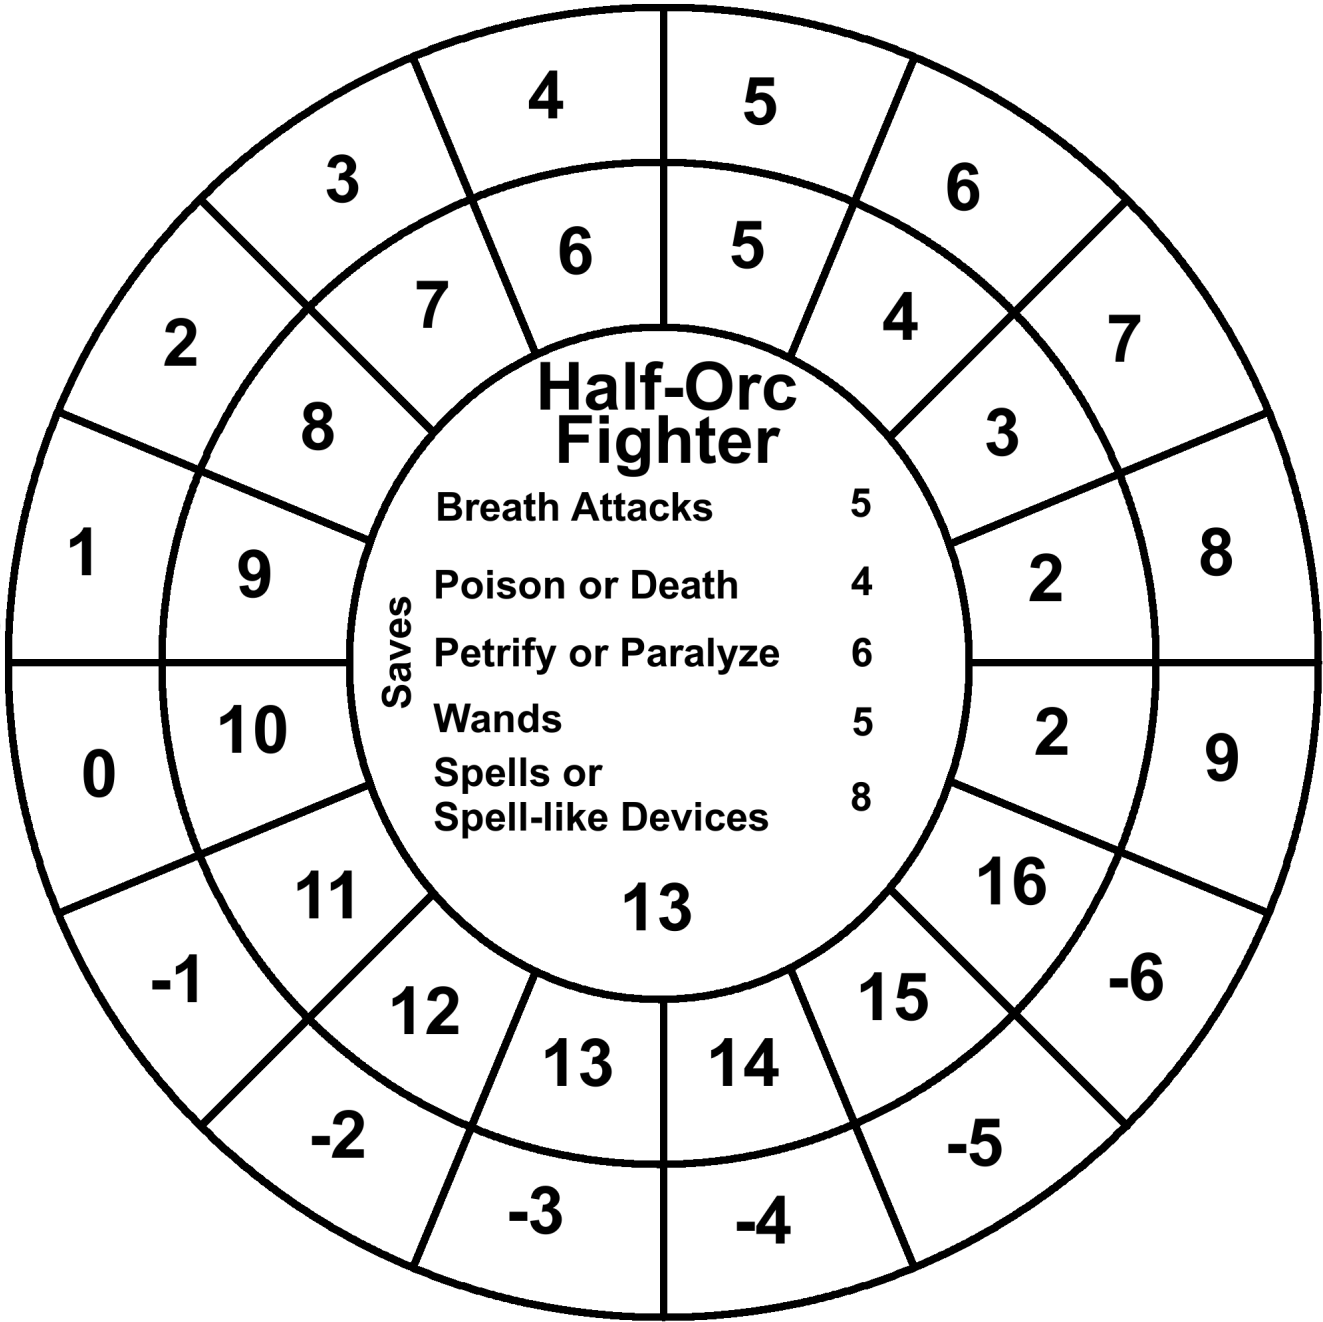 4 5
3 6
6 5
7 4
2 7
8 3
Half-Orc
Fighter
Breath Attacks 5
1 8
9 2
Poison or Death 4
Saves
Petrify or Paralyze 6
Wands 5
10 2
0 9
Spells or
Spell-like Devices 8
11 16
13
-1 -6
12 15
13 14
-2 -5
-3 -4